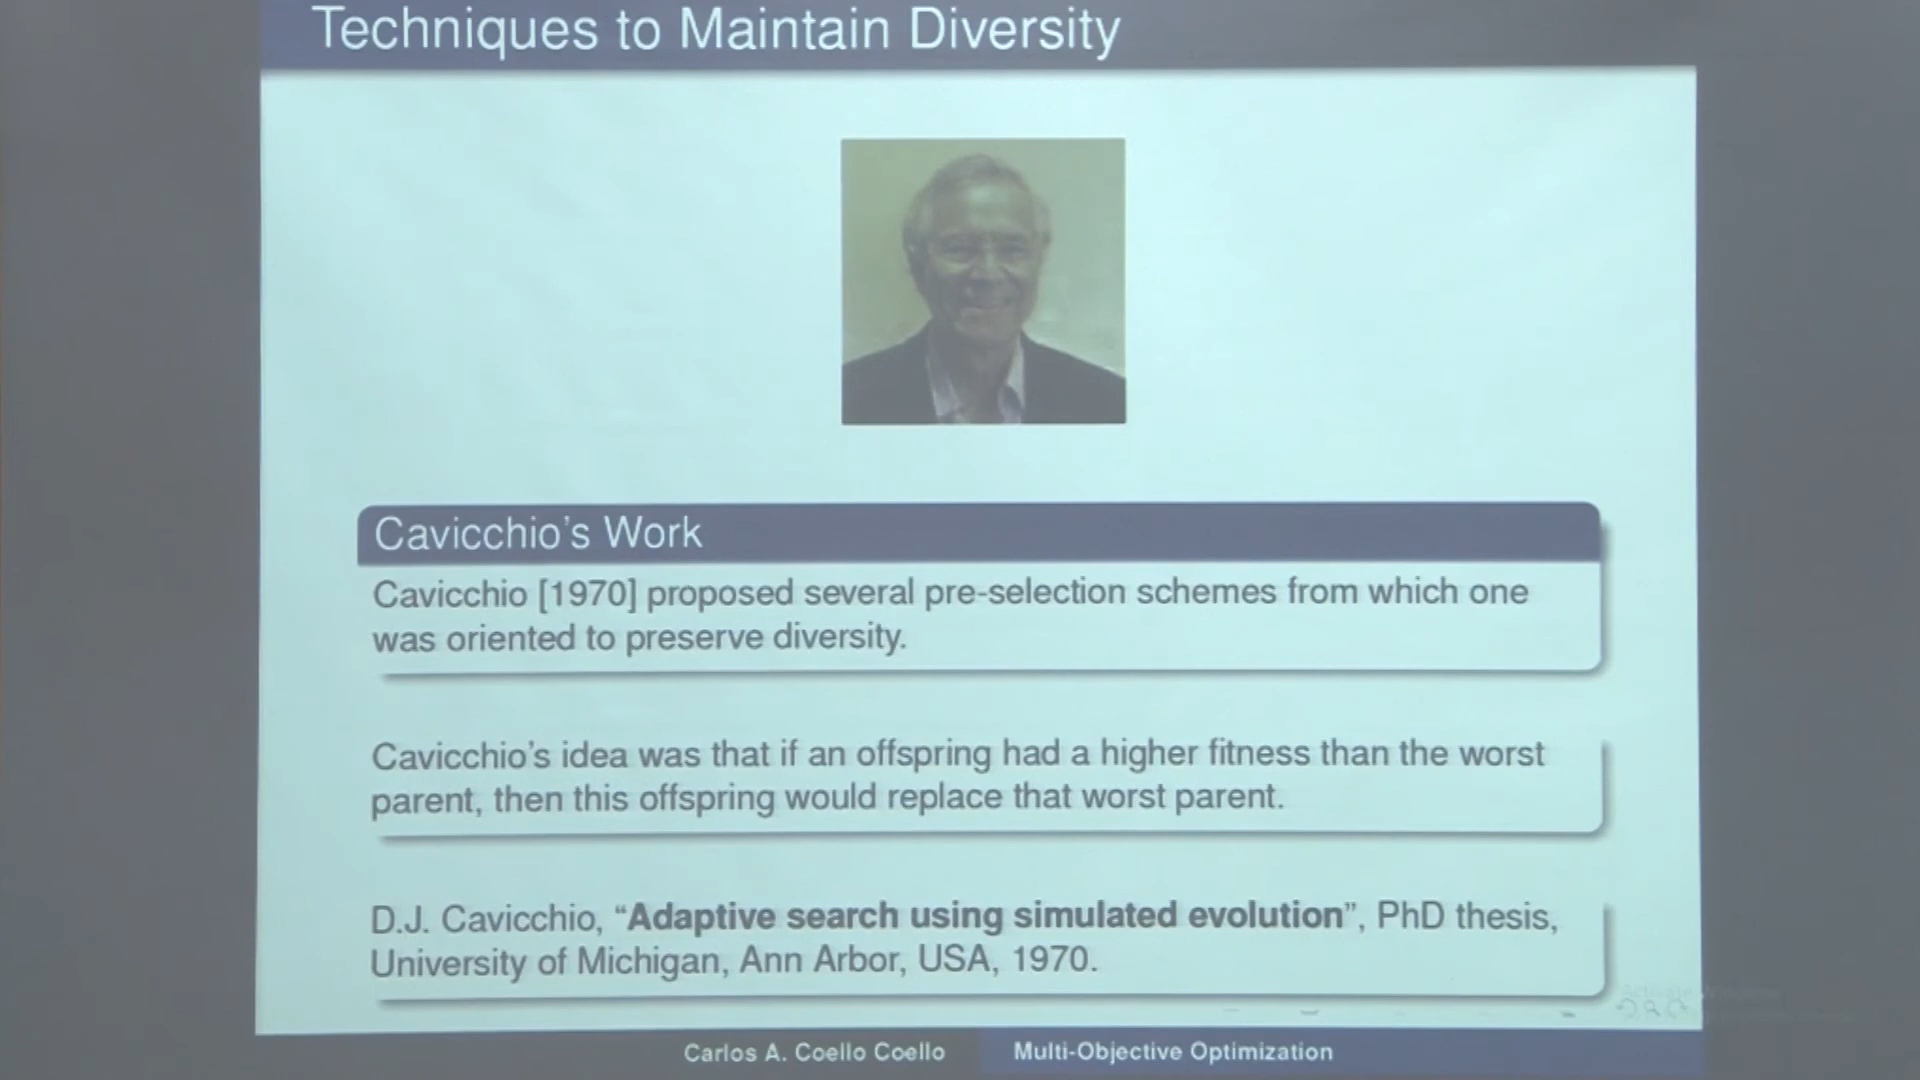 Techniques to Maintain Diversity
Cavicchio's Work
Cavicchio [1970] proposed several pre-selection schemes from which one
was oriented to preserve diversity.
Cavicchio's idea was that if an offspring had a higher fitness than the worst
parent, then this offspring would replace that worst parent.
D.J. Cavicchio, “Adaptive search using simulated evolution”, PhD thesis,
University of Michigan, Ann Arbor, USA, 1970.
Carlos A. Coello Coello
Multi-Objective Optimization